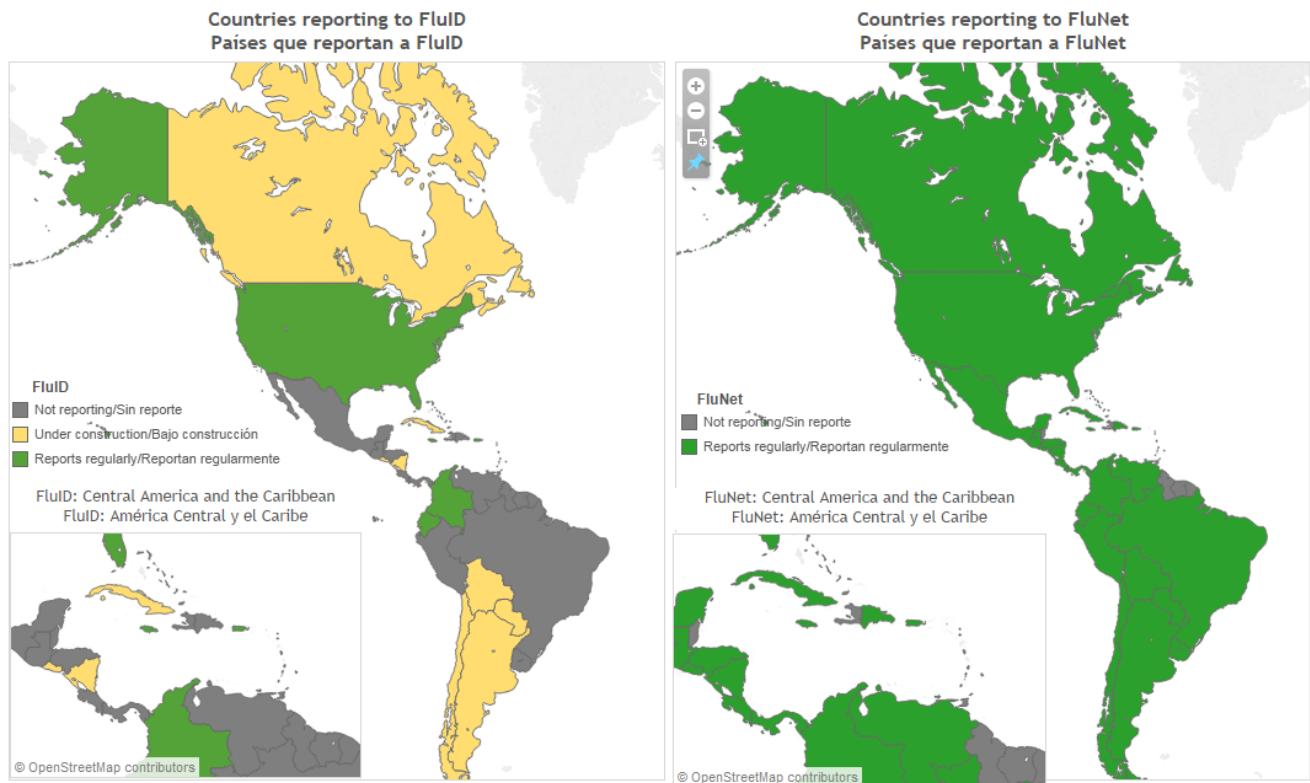 Countries reporting to FluID
Países que reportan a FluID
FluID
Not reporting/Sin reporte
Under construction/Bajo construcción
Reports regularly/Reportan regularmente
FluID: Central America and the Caribbean
FluID: América Central y el Caribe
© OpenStreetMap contributors
Countries reporting to FluNet
Países que reportan a FluNet
FluNet
Not reporting/Sin reporte
Reports regularly/Reportan regularmente
FluNet: Central America and the Caribbean
FluNet: América Central y el Caribe
© OpenStreetMap contributors